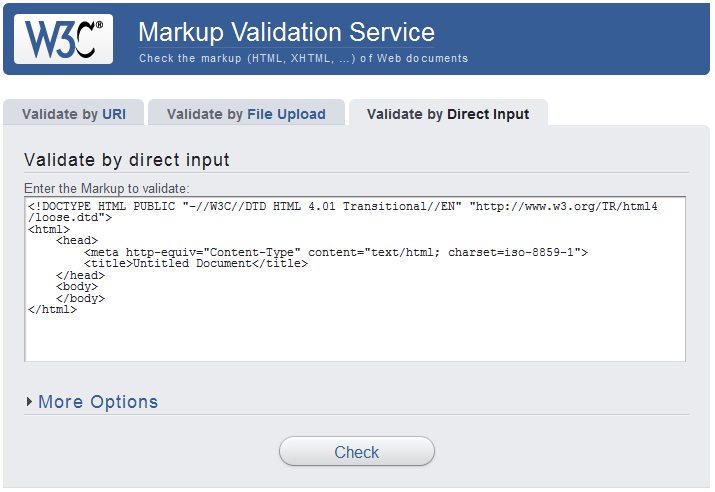 W3C®
Markup Validation Service
Check the markup (HTML, XHTML, ...) of Web documents
Validate by URI
Validate by File Upload
Validate by Direct Input
Validate by direct input
Enter the Markup to validate:
<!DOCTYPE HTML PUBLIC "-//W3C//DTD HTML 4.01 Transitional//EN" "http://www.w3.org/TR/html4
/loose.dtd">
<html>
    <head>
        <meta http-equiv="Content-Type" content="text/html; charset=iso-8859-1">
        <title>Untitled Document</title>
    </head>
    <body>
    </body>
</html>
More Options
Check